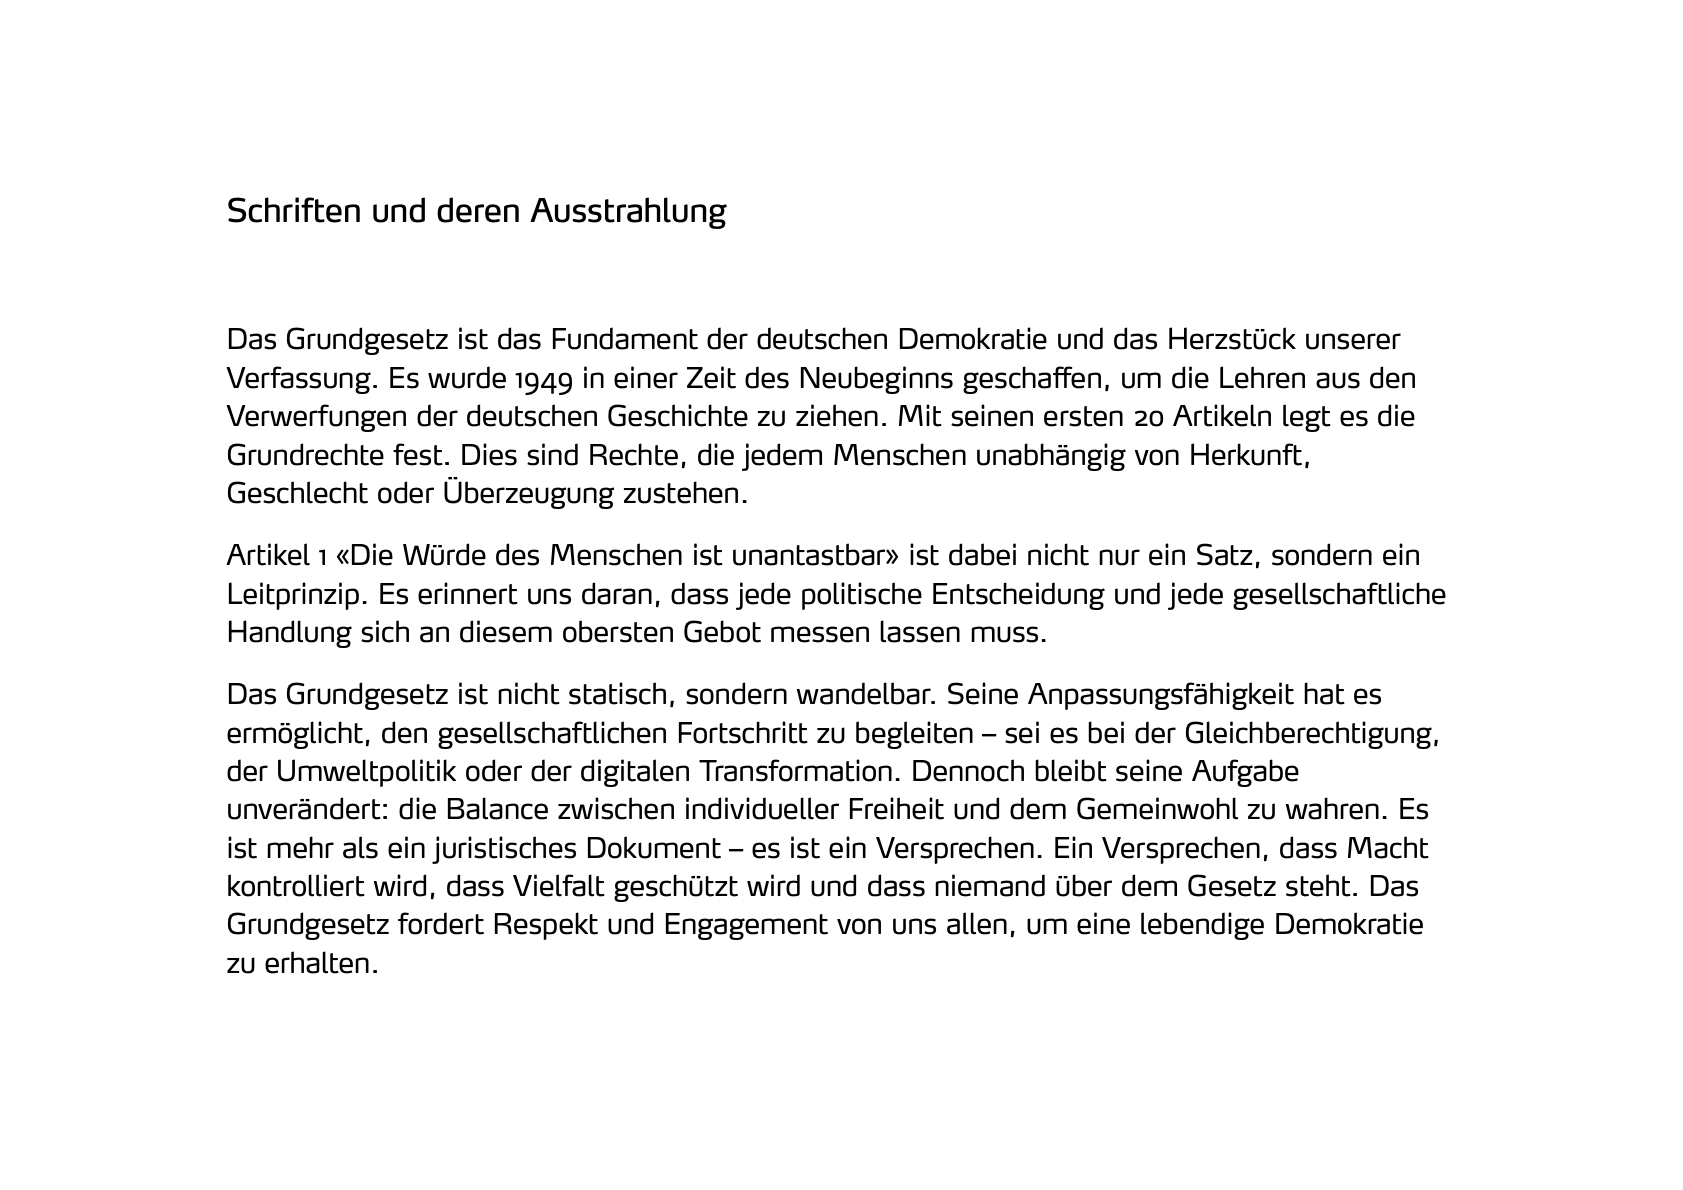 Schriften und deren Ausstrahlung
Das Grundgesetz ist das Fundament der deutschen Demokratie und das Herzstück unserer
Verfassung. Es wurde 1949 in einer Zeit des Neubeginns geschaffen, um die Lehren aus den
Verwerfungen der deutschen Geschichte zu ziehen. Mit seinen ersten 20 Artikeln legt es die
Grundrechte fest. Dies sind Rechte, die jedem Menschen unabhängig von Herkunft,
Geschlecht oder Überzeugung zustehen.
Artikel 1 «Die Würde des Menschen ist unantastbar» ist dabei nicht nur ein Satz, sondern ein
Leitprinzip. Es erinnert uns daran, dass jede politische Entscheidung und jede gesellschaftliche
Handlung sich an diesem obersten Gebot messen lassen muss.
Das Grundgesetz ist nicht statisch, sondern wandelbar. Seine Anpassungsfähigkeit hat es
ermöglicht, den gesellschaftlichen Fortschritt zu begleiten – sei es bei der Gleichberechtigung,
der Umweltpolitik oder der digitalen Transformation. Dennoch bleibt seine Aufgabe
unverändert: die Balance zwischen individueller Freiheit und dem Gemeinwohl zu wahren. Es
ist mehr als ein juristisches Dokument – es ist ein Versprechen. Ein Versprechen, dass Macht
kontrolliert wird, dass Vielfalt geschützt wird und dass niemand über dem Gesetz steht. Das
Grundgesetz fordert Respekt und Engagement von uns allen, um eine lebendige Demokratie
zu erhalten.